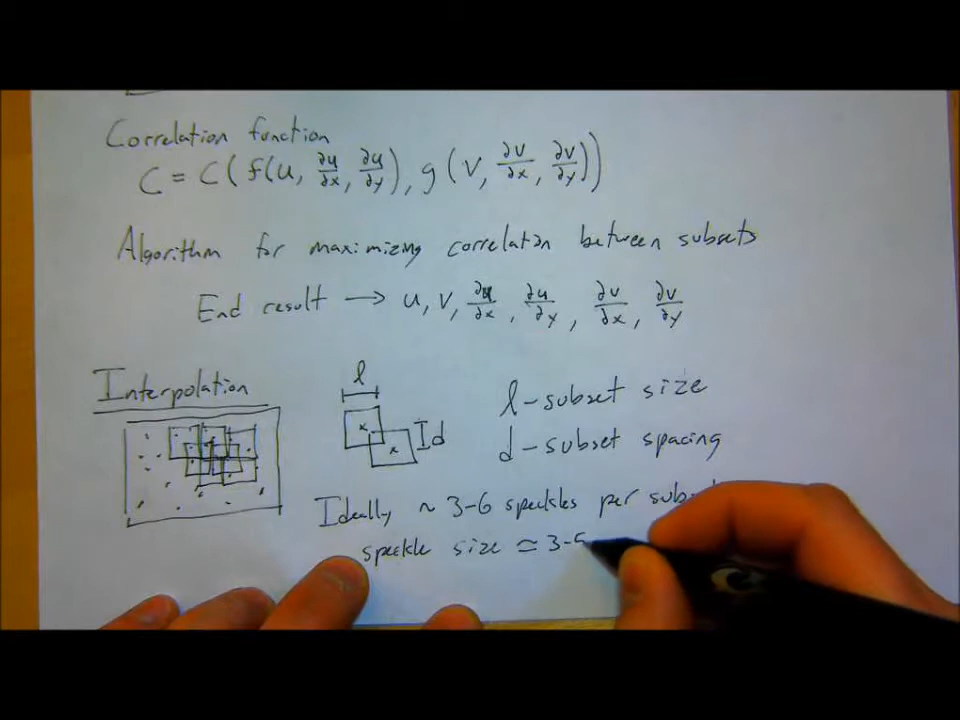 Correlation function
C = C(f(u, ∂u/∂x, ∂u/∂y), g(v, ∂v/∂x, ∂v/∂y))
Algorithm for maximizing correlation between subsets
End result → u, v, ∂u/∂x, ∂u/∂y, ∂v/∂x, ∂v/∂y
Interpolation
l
d
l - subset size
d - subset spacing
Ideally ~ 3-6 speckles per
speckle size ≃ 3-5